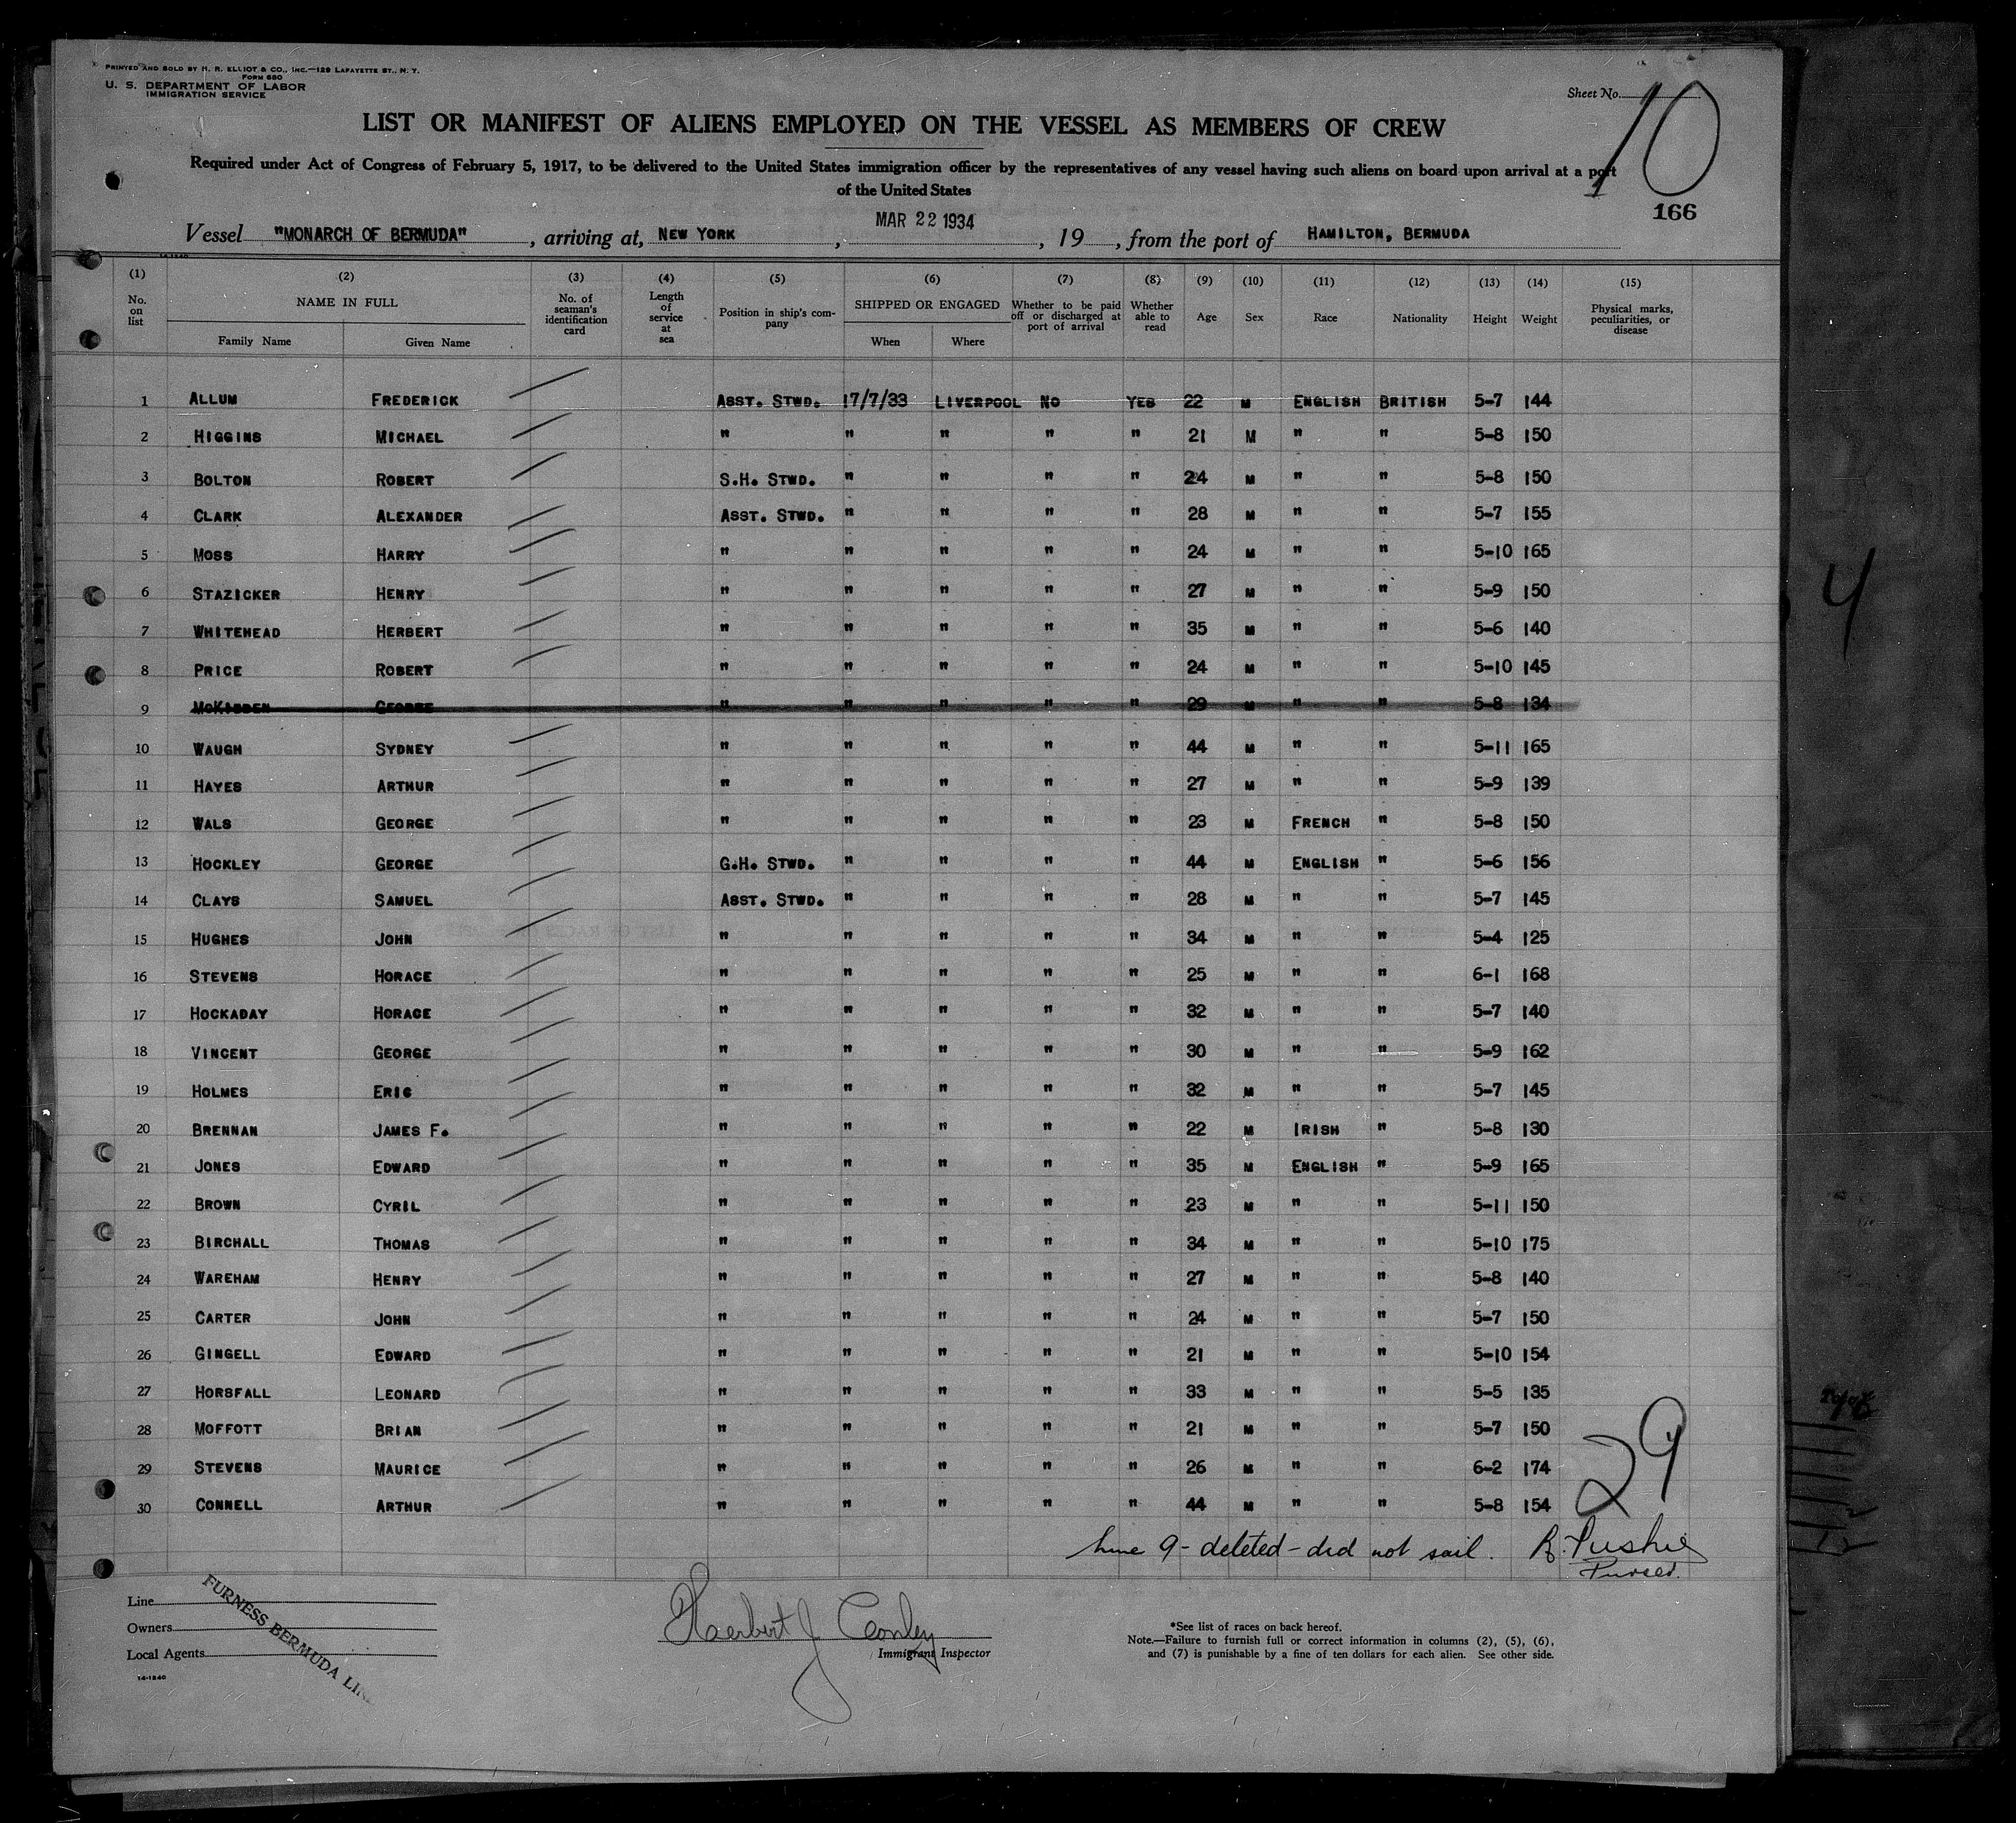 PRINTED AND SOLD BY H. R. ELLIOT & CO., INC.—129 LAFAYETTE ST., N. Y.
FORM 680
U. S. DEPARTMENT OF LABOR
IMMIGRATION SERVICE
Sheet No. 10
LIST OR MANIFEST OF ALIENS EMPLOYED ON THE VESSEL AS MEMBERS OF CREW
Required under Act of Congress of February 5, 1917, to be delivered to the United States immigration officer by the representatives of any vessel having such aliens on board upon arrival at a port
of the United States
166
Vessel "MONARCH OF BERMUDA", arriving at, NEW YORK, MAR 22 1934, 19, from the port of HAMILTON, BERMUDA
(1) (2) (3) (4) (5) (6) (7) (8) (9) (10) (11) (12) (13) (14) (15)
No. on list NAME IN FULL Family Name Given Name No. of seaman's identification card Length of service at sea Position in ship's company SHIPPED OR ENGAGED When Where Whether to be paid off or discharged at port of arrival Whether able to read Age Sex Race Nationality Height Weight Physical marks, peculiarities, or disease
1 ALLUM FREDERICK ASST. STWD. 17/7/33 LIVERPOOL NO YES 22 M ENGLISH BRITISH 5-7 144
2 HIGGINS MICHAEL " " " " " 21 M " " 5-8 150
3 BOLTON ROBERT S.H. STWD. " " " " 24 M " " 5-8 150
4 CLARK ALEXANDER ASST. STWD. " " " " 28 M " " 5-7 155
5 MOSS HARRY " " " " " 24 M " " 5-10 165
6 STAZICKER HENRY " " " " " 27 M " " 5-9 150
7 WHITEHEAD HERBERT " " " " " 35 M " " 5-6 140
8 PRICE ROBERT " " " " " 24 M " " 5-10 145
9 MCKIBBEN GEORGE " " " " " 29 M " " 5-8 134
10 WAUGH SYDNEY " " " " " 44 M " " 5-11 165
11 HAYES ARTHUR " " " " " 27 M " " 5-9 139
12 WALS GEORGE " " " " " 23 M FRENCH " 5-8 150
13 HOCKLEY GEORGE G.H. STWD. " " " " 44 M ENGLISH " 5-6 156
14 CLAYS SAMUEL ASST. STWD. " " " " 28 M " " 5-7 145
15 HUGHES JOHN " " " " " 34 M " " 5-4 125
16 STEVENS HORACE " " " " " 25 M " " 6-1 168
17 HOCKADAY HORACE " " " " " 32 M " " 5-7 140
18 VINCENT GEORGE " " " " " 30 M " " 5-9 162
19 HOLMES ERIC " " " " " 32 M " " 5-7 145
20 BRENNAN JAMES F. " " " " " 22 M IRISH " 5-8 130
21 JONES EDWARD " " " " " 35 M ENGLISH " 5-9 165
22 BROWN CYRIL " " " " " 23 M " " 5-11 150
23 BIRCHALL THOMAS " " " " " 34 M " " 5-10 175
24 WAREHAM HENRY " " " " " 27 M " " 5-8 140
25 CARTER JOHN " " " " " 24 M " " 5-7 150
26 GINGELL EDWARD " " " " " 21 M " " 5-10 154
27 HORSFALL LEONARD " " " " " 33 M " " 5-5 135
28 MOFFOTT BRIAN " " " " " 21 M " " 5-7 150
29 STEVENS MAURICE " " " " " 26 M " " 6-2 174
30 CONNELL ARTHUR " " " " " 44 M " " 5-8 154
29
line 9 - deleted - did not sail. R. Pushie
Purser.
Line
Owners
Local Agents
FURNESS BERMUDA LINE
14-1240
Herbert J Conley
Immigrant Inspector
*See list of races on back hereof.
Note.—Failure to furnish full or correct information in columns (2), (5), (6),
and (7) is punishable by a fine of ten dollars for each alien. See other side.
4